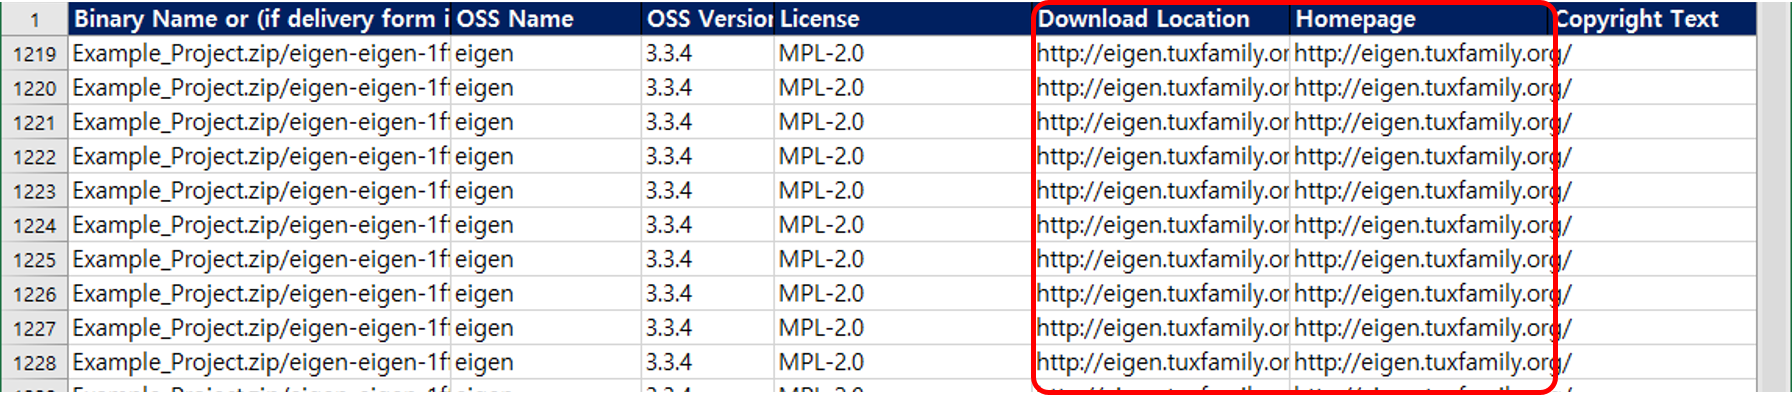 1 Binary Name or (if delivery form i OSS Name OSS Version License Download Location Homepage Copyright Text
1219 Example_Project.zip/eigen-eigen-1f eigen 3.3.4 MPL-2.0 http://eigen.tuxfamily.or http://eigen.tuxfamily.org/
1220 Example_Project.zip/eigen-eigen-1f eigen 3.3.4 MPL-2.0 http://eigen.tuxfamily.or http://eigen.tuxfamily.org/
1221 Example_Project.zip/eigen-eigen-1f eigen 3.3.4 MPL-2.0 http://eigen.tuxfamily.or http://eigen.tuxfamily.org/
1222 Example_Project.zip/eigen-eigen-1f eigen 3.3.4 MPL-2.0 http://eigen.tuxfamily.or http://eigen.tuxfamily.org/
1223 Example_Project.zip/eigen-eigen-1f eigen 3.3.4 MPL-2.0 http://eigen.tuxfamily.or http://eigen.tuxfamily.org/
1224 Example_Project.zip/eigen-eigen-1f eigen 3.3.4 MPL-2.0 http://eigen.tuxfamily.or http://eigen.tuxfamily.org/
1225 Example_Project.zip/eigen-eigen-1f eigen 3.3.4 MPL-2.0 http://eigen.tuxfamily.or http://eigen.tuxfamily.org/
1226 Example_Project.zip/eigen-eigen-1f eigen 3.3.4 MPL-2.0 http://eigen.tuxfamily.or http://eigen.tuxfamily.org/
1227 Example_Project.zip/eigen-eigen-1f eigen 3.3.4 MPL-2.0 http://eigen.tuxfamily.or http://eigen.tuxfamily.org/
1228 Example_Project.zip/eigen-eigen-1f eigen 3.3.4 MPL-2.0 http://eigen.tuxfamily.or http://eigen.tuxfamily.org/